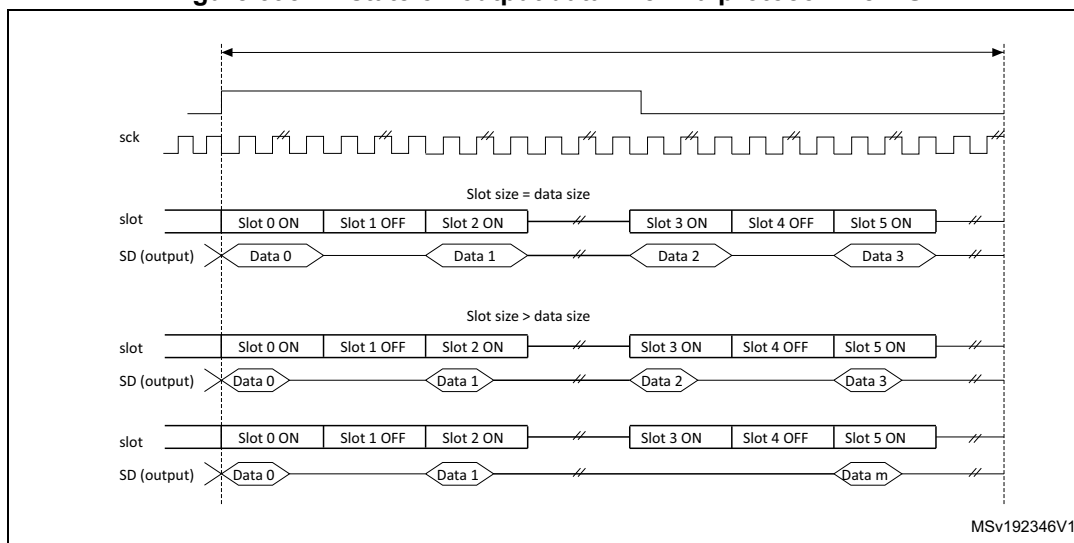 sck
Slot size = data size
slot Slot 0 ON Slot 1 OFF Slot 2 ON Slot 3 ON Slot 4 OFF Slot 5 ON
SD (output) Data 0 Data 1 Data 2 Data 3
Slot size > data size
slot Slot 0 ON Slot 1 OFF Slot 2 ON Slot 3 ON Slot 4 OFF Slot 5 ON
SD (output) Data 0 Data 1 Data 2 Data 3
slot Slot 0 ON Slot 1 OFF Slot 2 ON Slot 3 ON Slot 4 OFF Slot 5 ON
SD (output) Data 0 Data 1 Data m
MSv192346V1